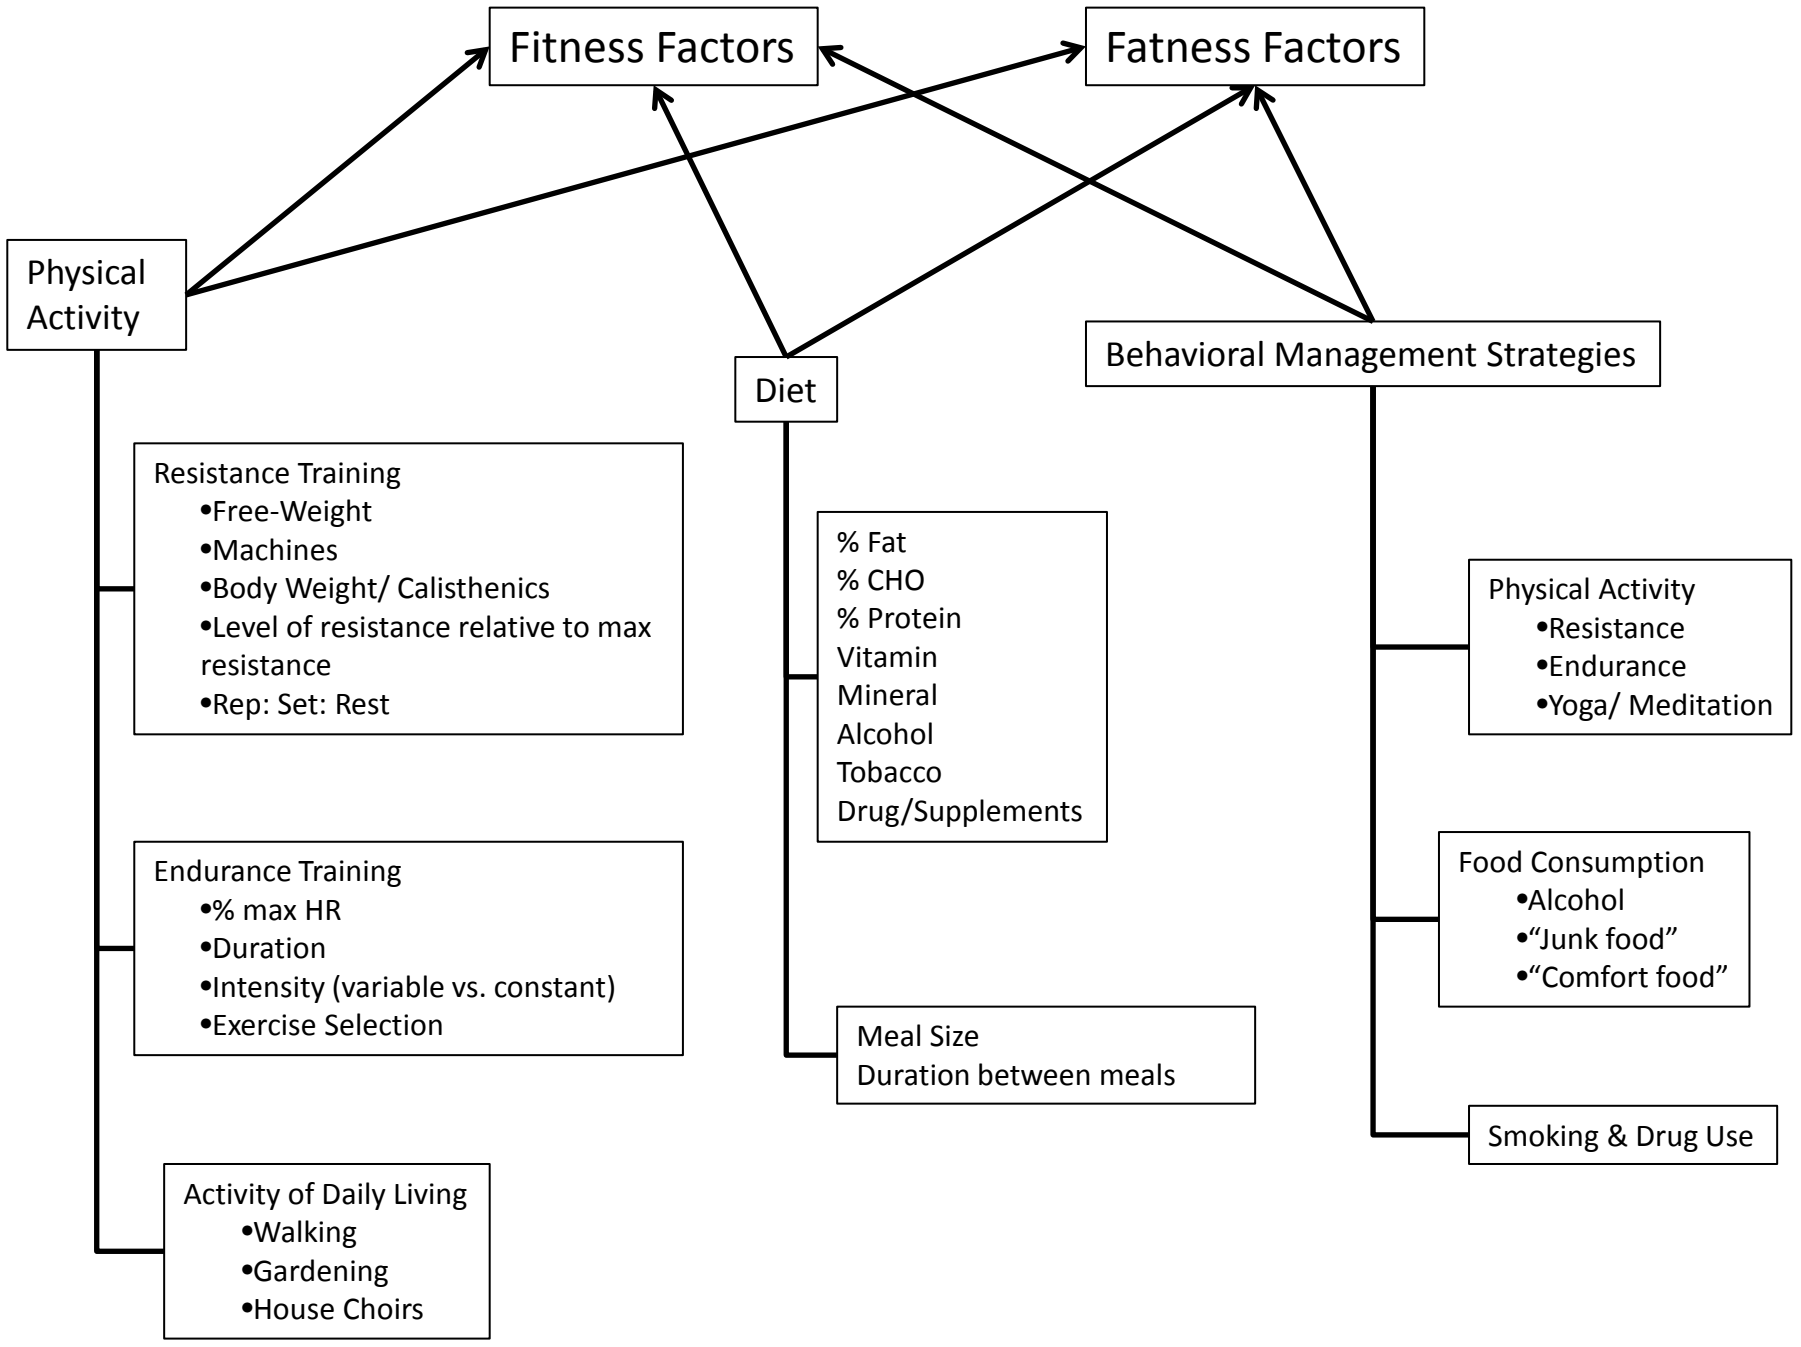 Fitness Factors
Fatness Factors
Physical
Activity
Resistance Training
•Free-Weight
•Machines
•Body Weight/ Calisthenics
•Level of resistance relative to max
resistance
•Rep: Set: Rest
Endurance Training
•% max HR
•Duration
•Intensity (variable vs. constant)
•Exercise Selection
Activity of Daily Living
•Walking
•Gardening
•House Choirs
Diet
% Fat
% CHO
% Protein
Vitamin
Mineral
Alcohol
Tobacco
Drug/Supplements
Meal Size
Duration between meals
Behavioral Management Strategies
Physical Activity
•Resistance
•Endurance
•Yoga/ Meditation
Food Consumption
•Alcohol
•“Junk food”
•“Comfort food”
Smoking & Drug Use